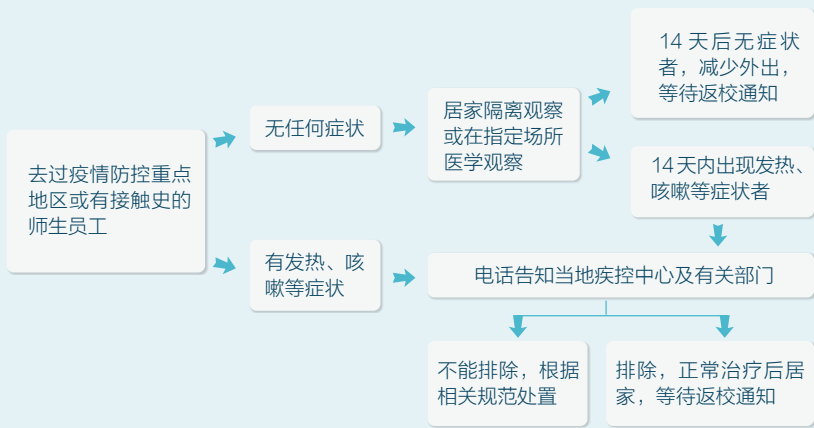 去过疫情防控重点
地区或有接触史的
师生员工
无任何症状
居家隔离观察
或在指定场所
医学观察
14 天后无症状
者，减少外出，
等待返校通知
14 天内出现发热、
咳嗽等症状者
有发热、咳
嗽等症状
电话告知当地疾控中心及有关部门
不能排除，根据
相关规范处置
排除，正常治疗后居
家，等待返校通知